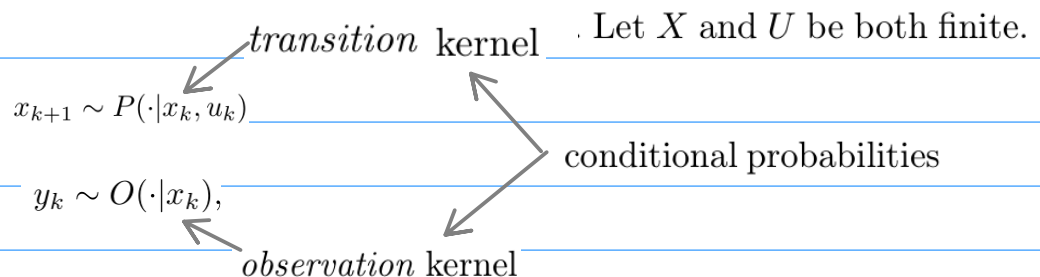 transition kernel . Let X and U be both finite.
x_{k+1} ∼ P(·|x_k, u_k)
conditional probabilities
y_k ∼ O(·|x_k),
observation kernel